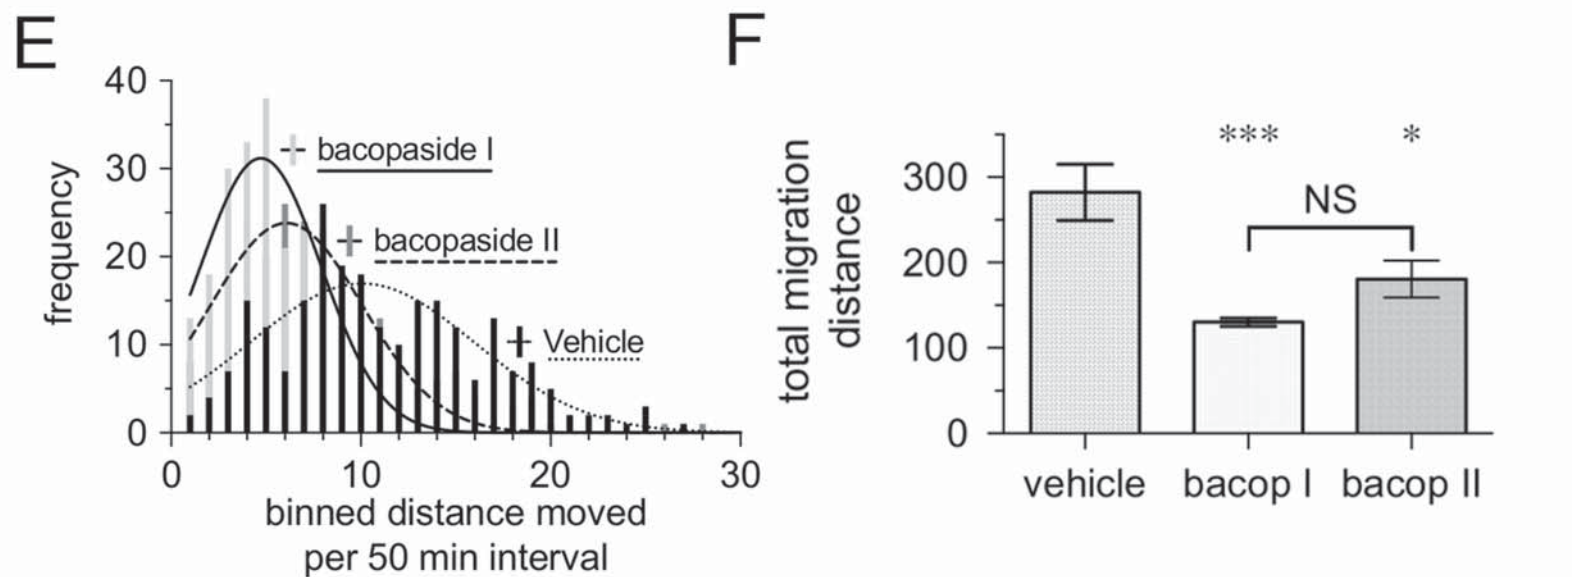 E
40
30
20
10
0
frequency
bacopaside I
bacopaside II
Vehicle
0 10 20 30
binned distance moved
per 50 min interval
F
total migration
distance
300
200
100
0
*** *
NS
vehicle bacop I bacop II